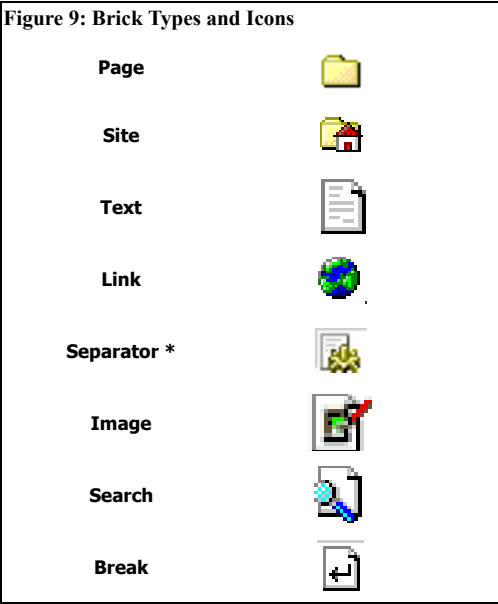 Figure 9: Brick Types and Icons
Page
Site
Text
Link
Separator *
Image
Search
Break